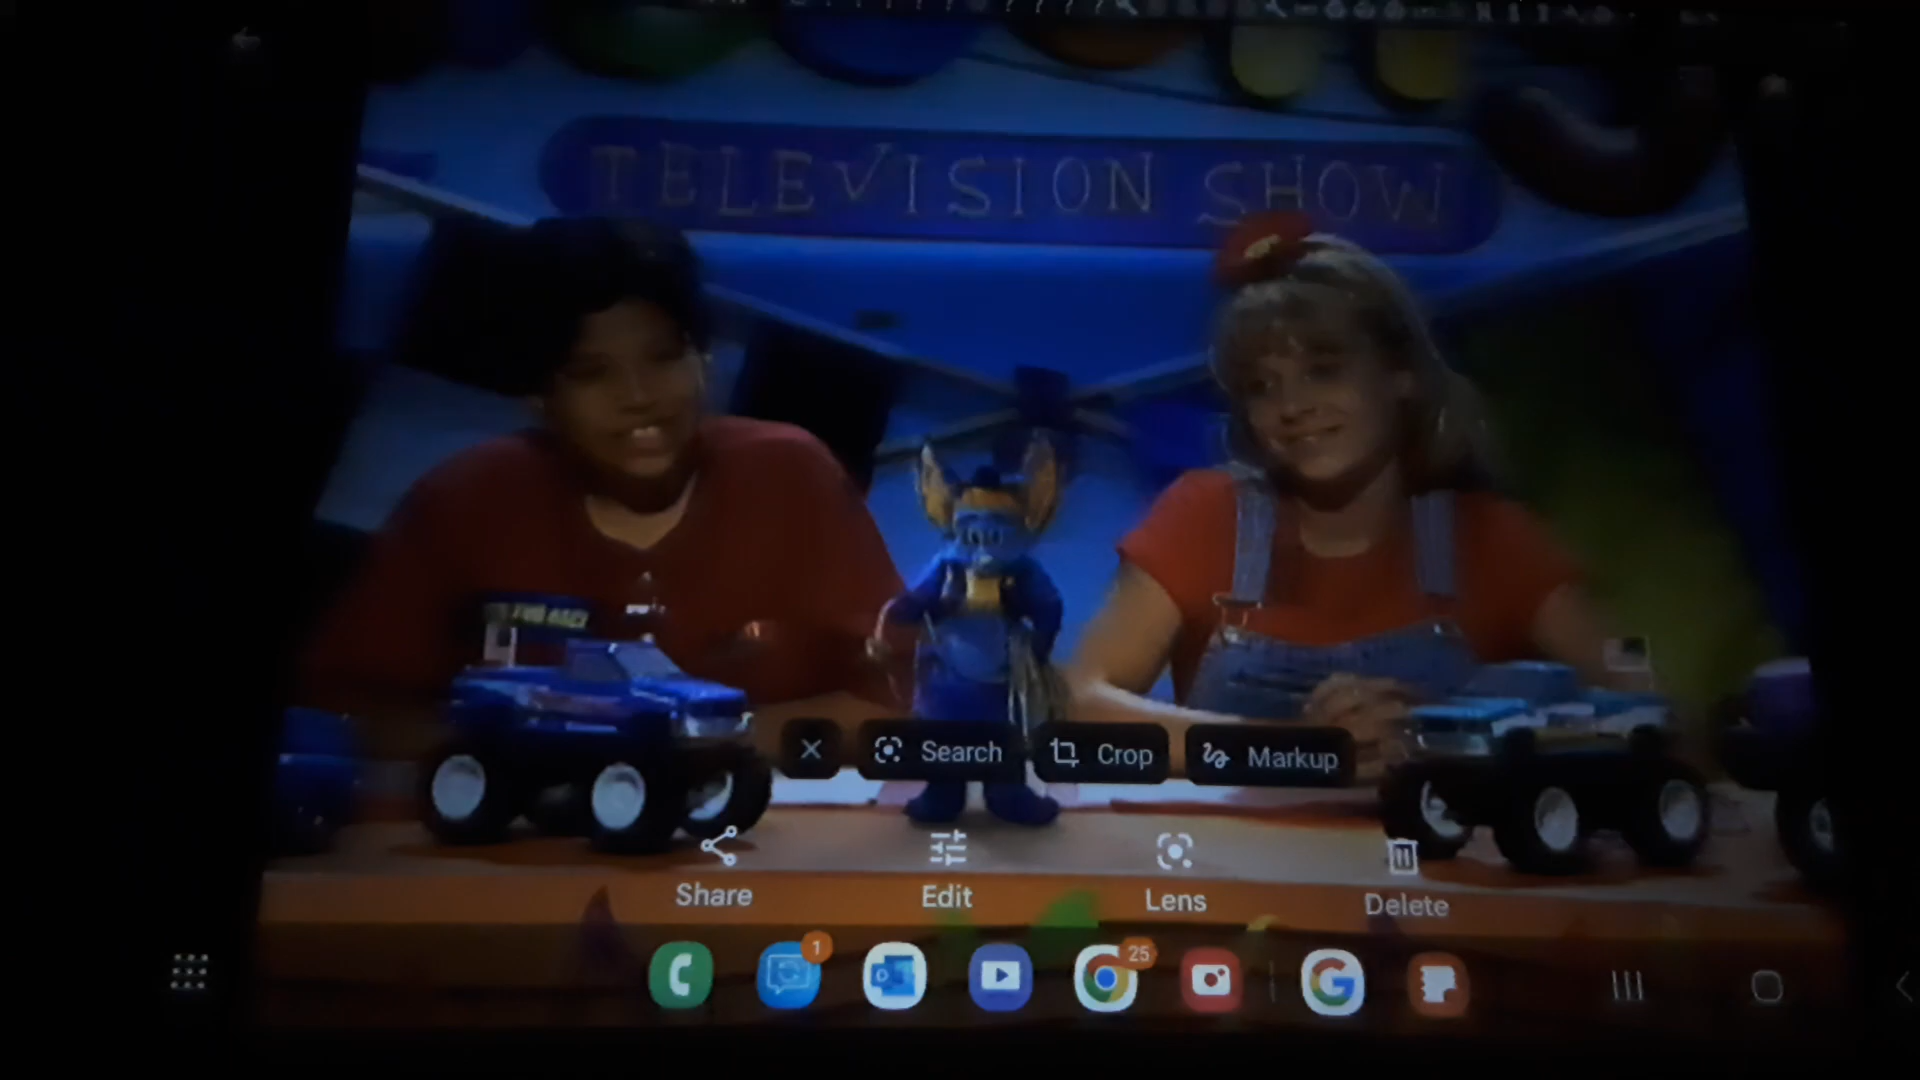 TELEVISION SHOW
Search
Crop
Markup
Share
Edit
Lens
Delete
1
25